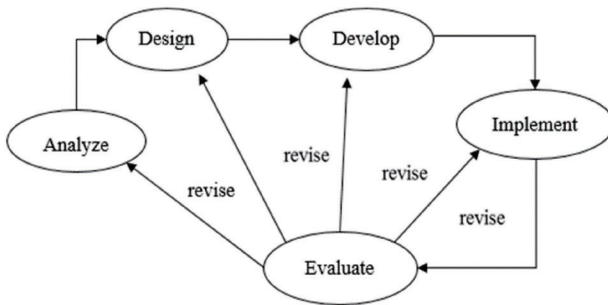 Design
Develop
Analyze
Implement
revise
revise
revise
revise
Evaluate